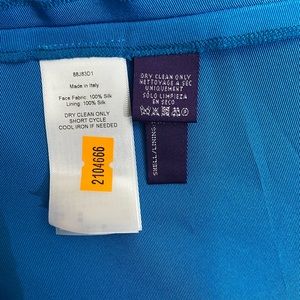 88J83D1
Made in Italy
Face Fabric: 100% Silk
Lining: 100% Silk
DRY CLEAN ONLY
SHORT CYCLE
COOL IRON IF NEEDED
2104666
DRY CLEAN ONLY
NETTOYAGE A SEC
UNIQUEMENT
SÓLO LIMPIEZA
EN SECO
SHELL/LINING